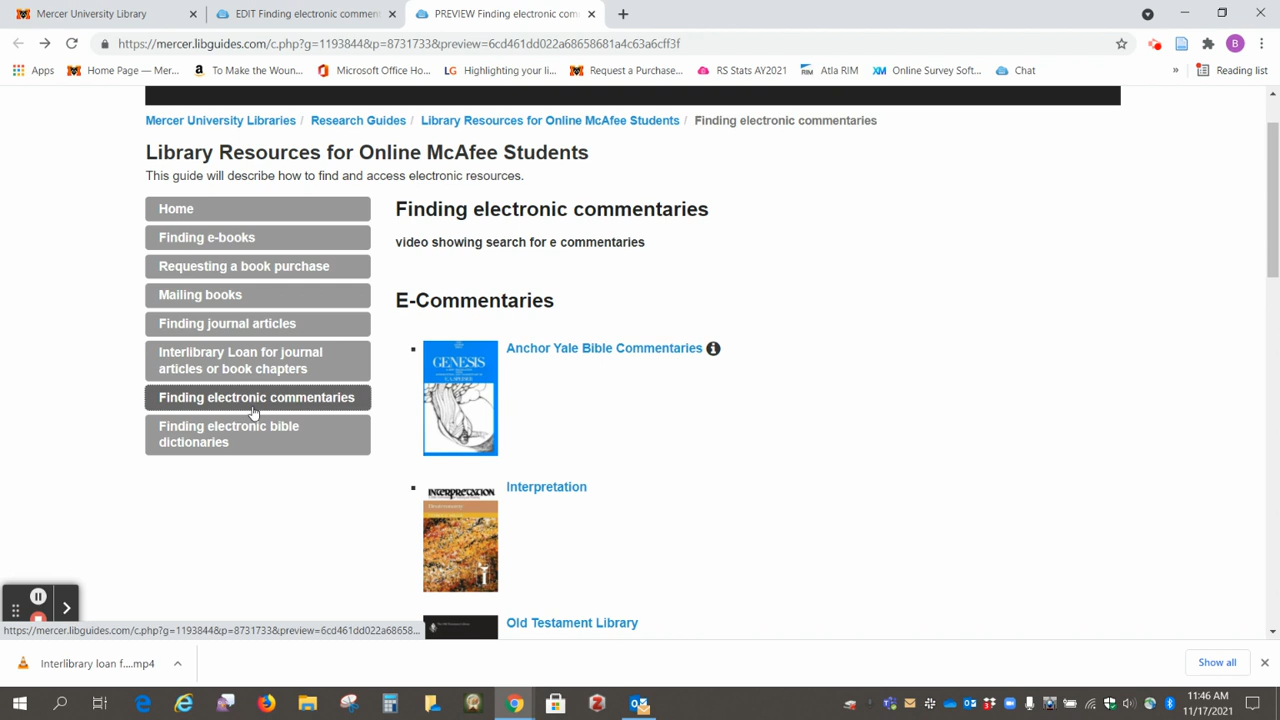 Mercer University Library
EDIT Finding electronic commen
PREVIEW Finding electronic com
https://mercer.libguides.com/c.php?g=1193844&p=8731733&preview=6cd461dd022a68658681a4c63a6cff3f
B
Apps
Home Page — Mer...
To Make the Woun...
Microsoft Office Ho...
LG Highlighting your li...
Request a Purchase...
RS Stats AY2021
RIM Atla RIM
XM Online Survey Soft...
Chat
»
Reading list
Mercer University Libraries / Research Guides / Library Resources for Online McAfee Students / Finding electronic commentaries
Library Resources for Online McAfee Students
This guide will describe how to find and access electronic resources.
Home
Finding e-books
Requesting a book purchase
Mailing books
Finding journal articles
Interlibrary Loan for journal
articles or book chapters
Finding electronic commentaries
Finding electronic bible
dictionaries
Finding electronic commentaries
video showing search for e commentaries
E-Commentaries
Anchor Yale Bible Commentaries
GENESIS
Interpretation
INTERPRETATION
Deuteronomy
Old Testament Library
https://mercer.libguides.com/c.php?g=1193844&p=8731733&preview=6cd461dd022a68658...
Interlibrary loan f....mp4
Show all
11:46 AM
11/17/2021